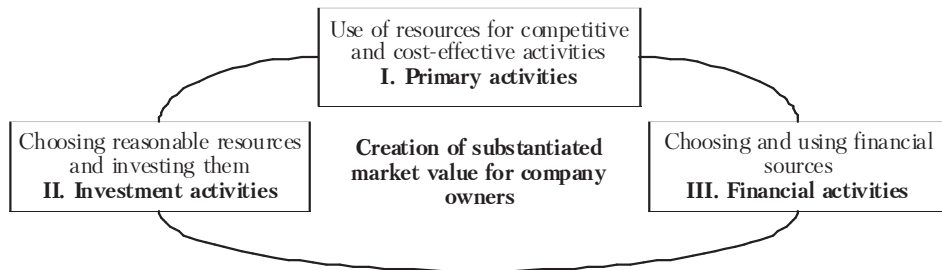 Use of resources for competitive
and cost-effective activities
I. Primary activities
Choosing reasonable resources
and investing them
II. Investment activities
Creation of substantiated
market value for company
owners
Choosing and using financial
sources
III. Financial activities